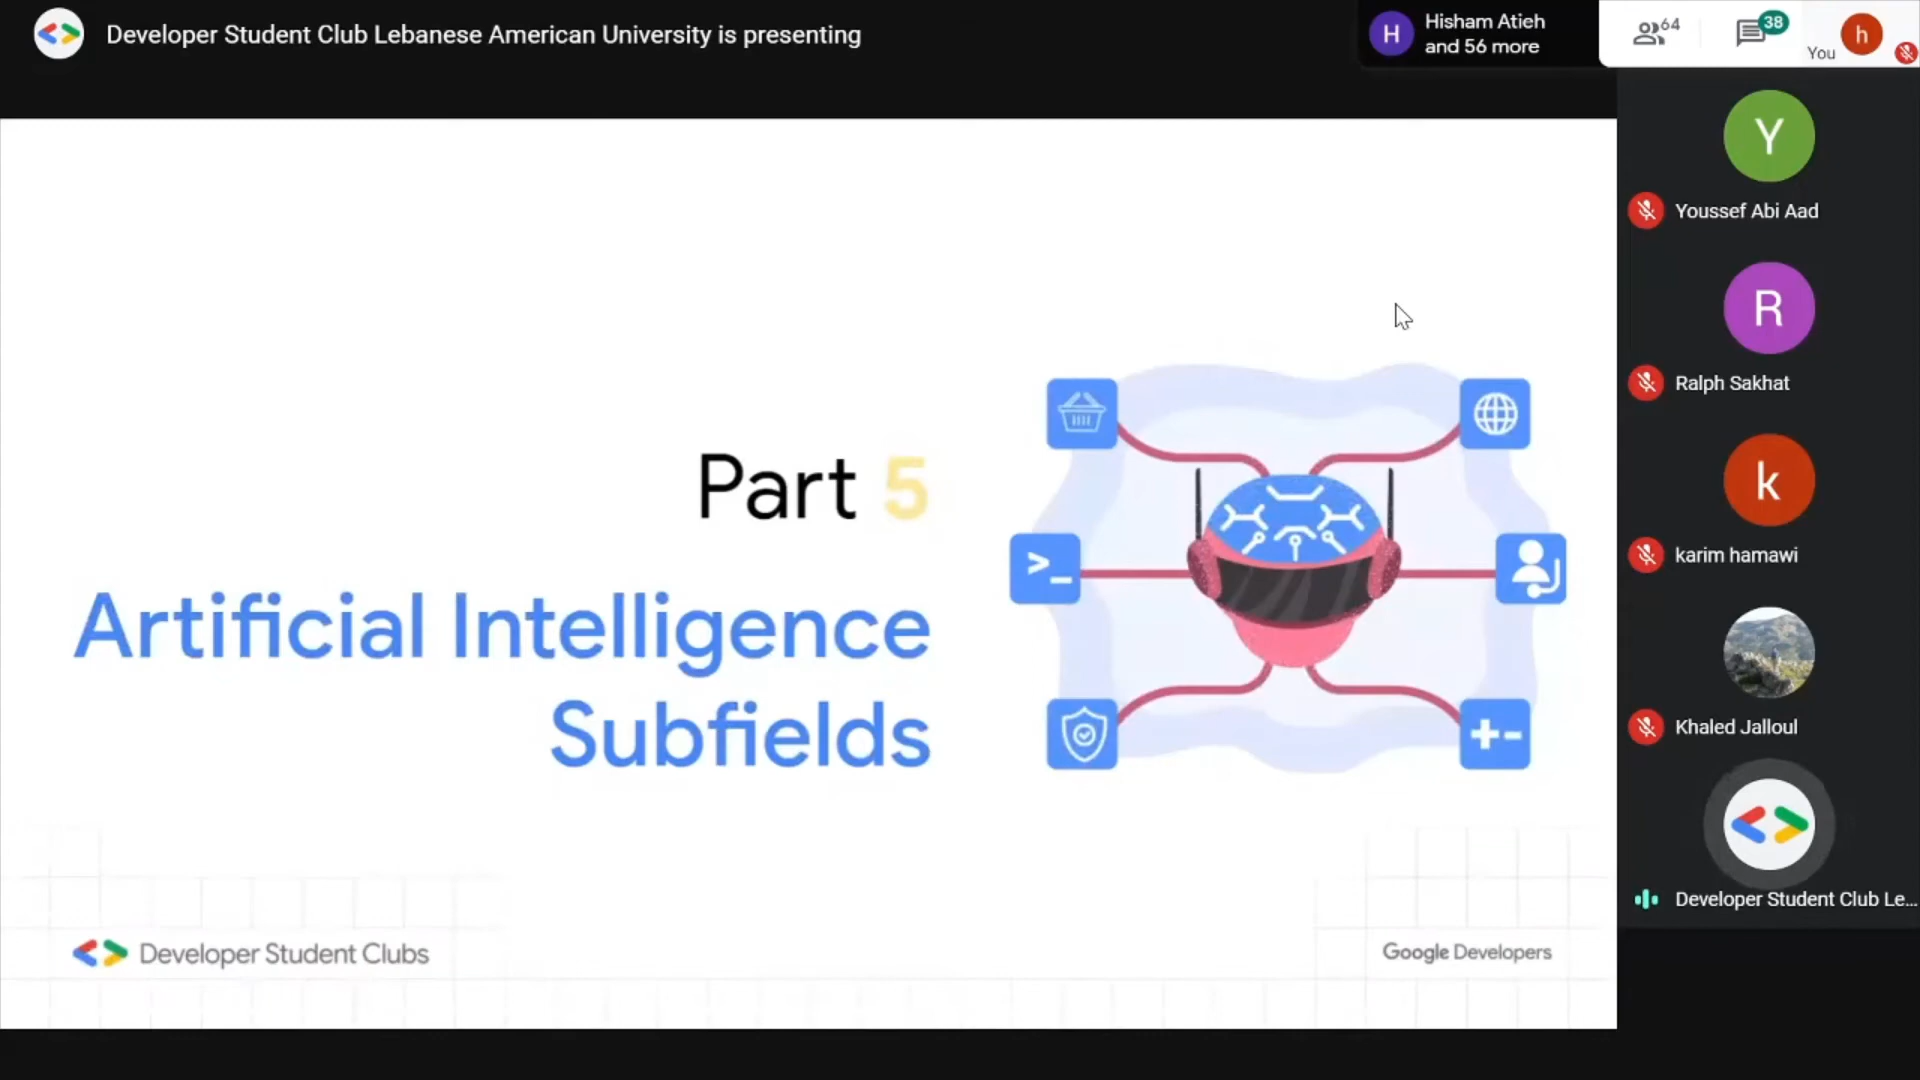 Developer Student Club Lebanese American University is presenting
H
Hisham Atieh
and 56 more
64
38
You
h
Y
Youssef Abi Aad
R
Ralph Sakhat
k
karim hamawi
Khaled Jalloul
Developer Student Club Le...
Part 5
Artificial Intelligence
Subfields
>_
+-
Developer Student Clubs
Google Developers